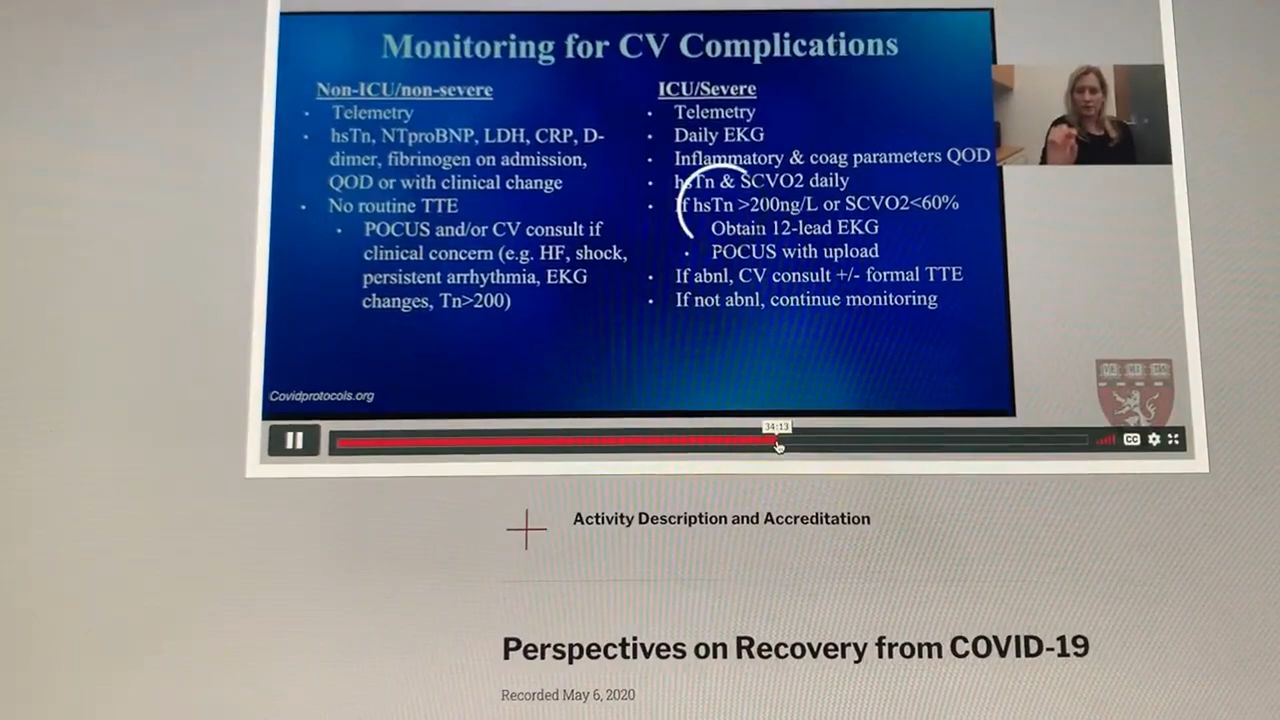 Monitoring for CV Complications
Non-ICU/non-severe
• Telemetry
• hsTn, NTproBNP, LDH, CRP, D-
dimer, fibrinogen on admission,
QOD or with clinical change
• No routine TTE
• POCUS and/or CV consult if
clinical concern (e.g. HF, shock,
persistent arrhythmia, EKG
changes, Tn>200)
ICU/Severe
• Telemetry
• Daily EKG
• Inflammatory & coag parameters QOD
• hsTn & SCVO2 daily
• If hsTn >200ng/L or SCVO2<60%
Obtain 12-lead EKG
• POCUS with upload
• If abnl, CV consult +/- formal TTE
• If not abnl, continue monitoring
Covidprotocols.org
VE RI TAS
34:13
CC
Activity Description and Accreditation
Perspectives on Recovery from COVID-19
Recorded May 6, 2020